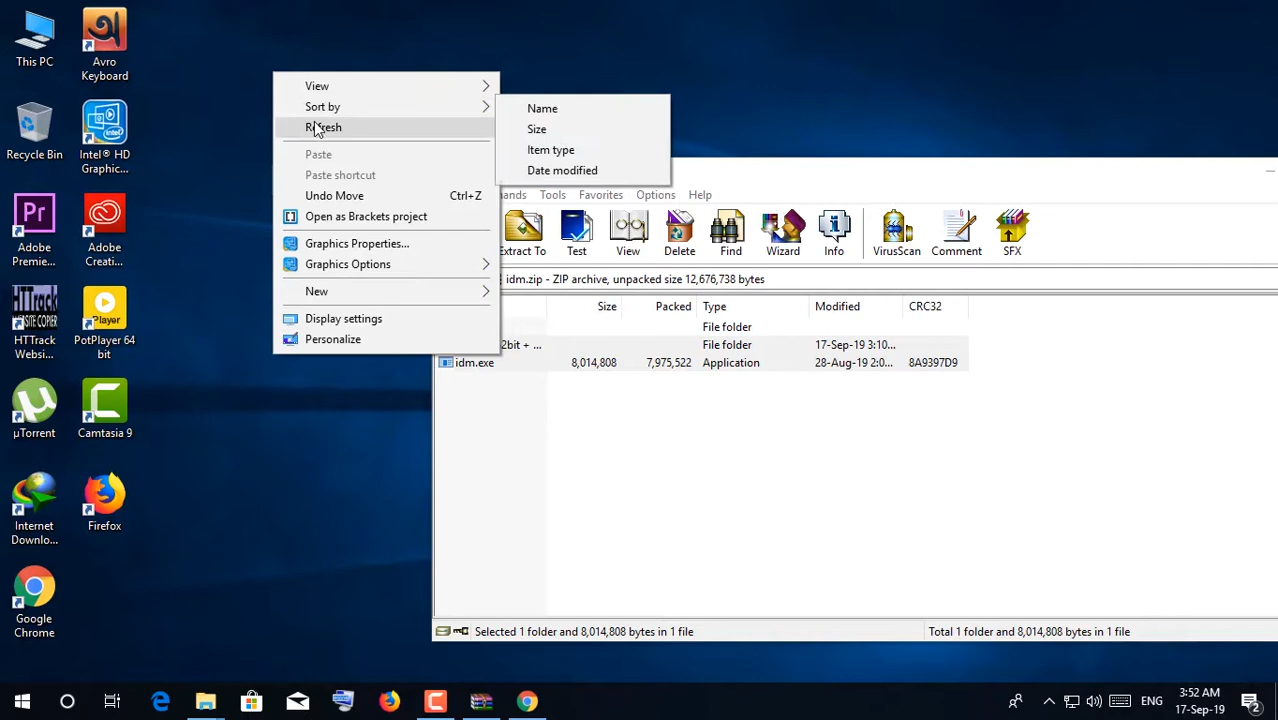 This PC
Avro
Keyboard
Recycle Bin
Intel® HD
Graphic...
Adobe
Premie...
Adobe
Creati...
HTTrack
Websi...
PotPlayer 64
bit
µTorrent
Camtasia 9
Internet
Downlo...
Firefox
Google
Chrome
View
Sort by
Refresh
Paste
Paste shortcut
Undo Move Ctrl+Z
Open as Brackets project
Graphics Properties...
Graphics Options
New
Display settings
Personalize
Name
Size
Item type
Date modified
Tools Favorites Options Help
Test View Delete Find Wizard Info VirusScan Comment SFX
idm.zip - ZIP archive, unpacked size 12,676,738 bytes
Size Packed Type Modified CRC32
File folder
2bit + ... File folder 17-Sep-19 3:10...
idm.exe 8,014,808 7,975,522 Application 28-Aug-19 2:0... 8A9397D9
Selected 1 folder and 8,014,808 bytes in 1 file
Total 1 folder and 8,014,808 bytes in 1 file
ENG
3:52 AM
17-Sep-19
2